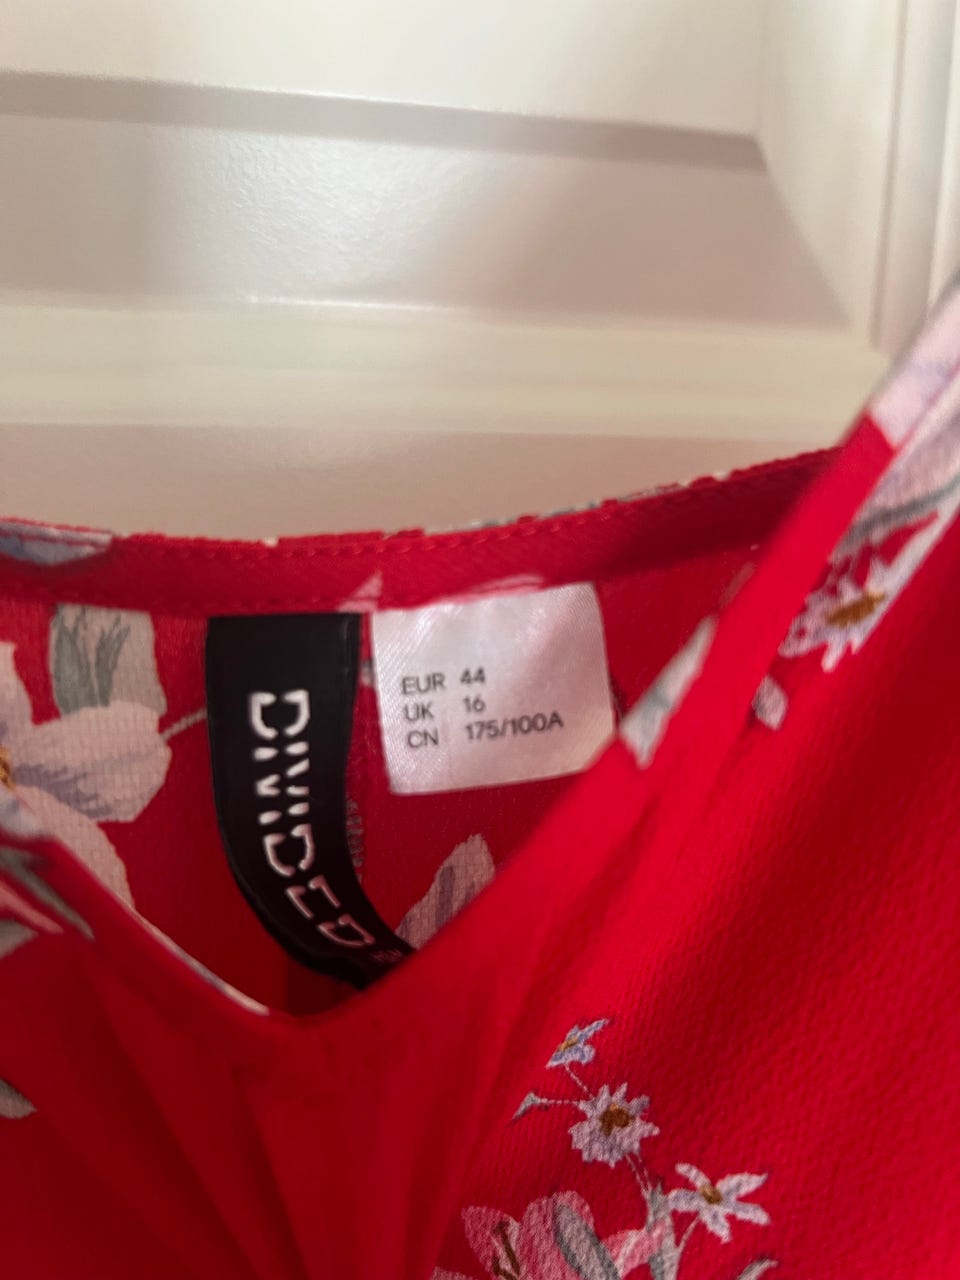 DIVIDED
EUR 44
UK 16
CN 175/100A